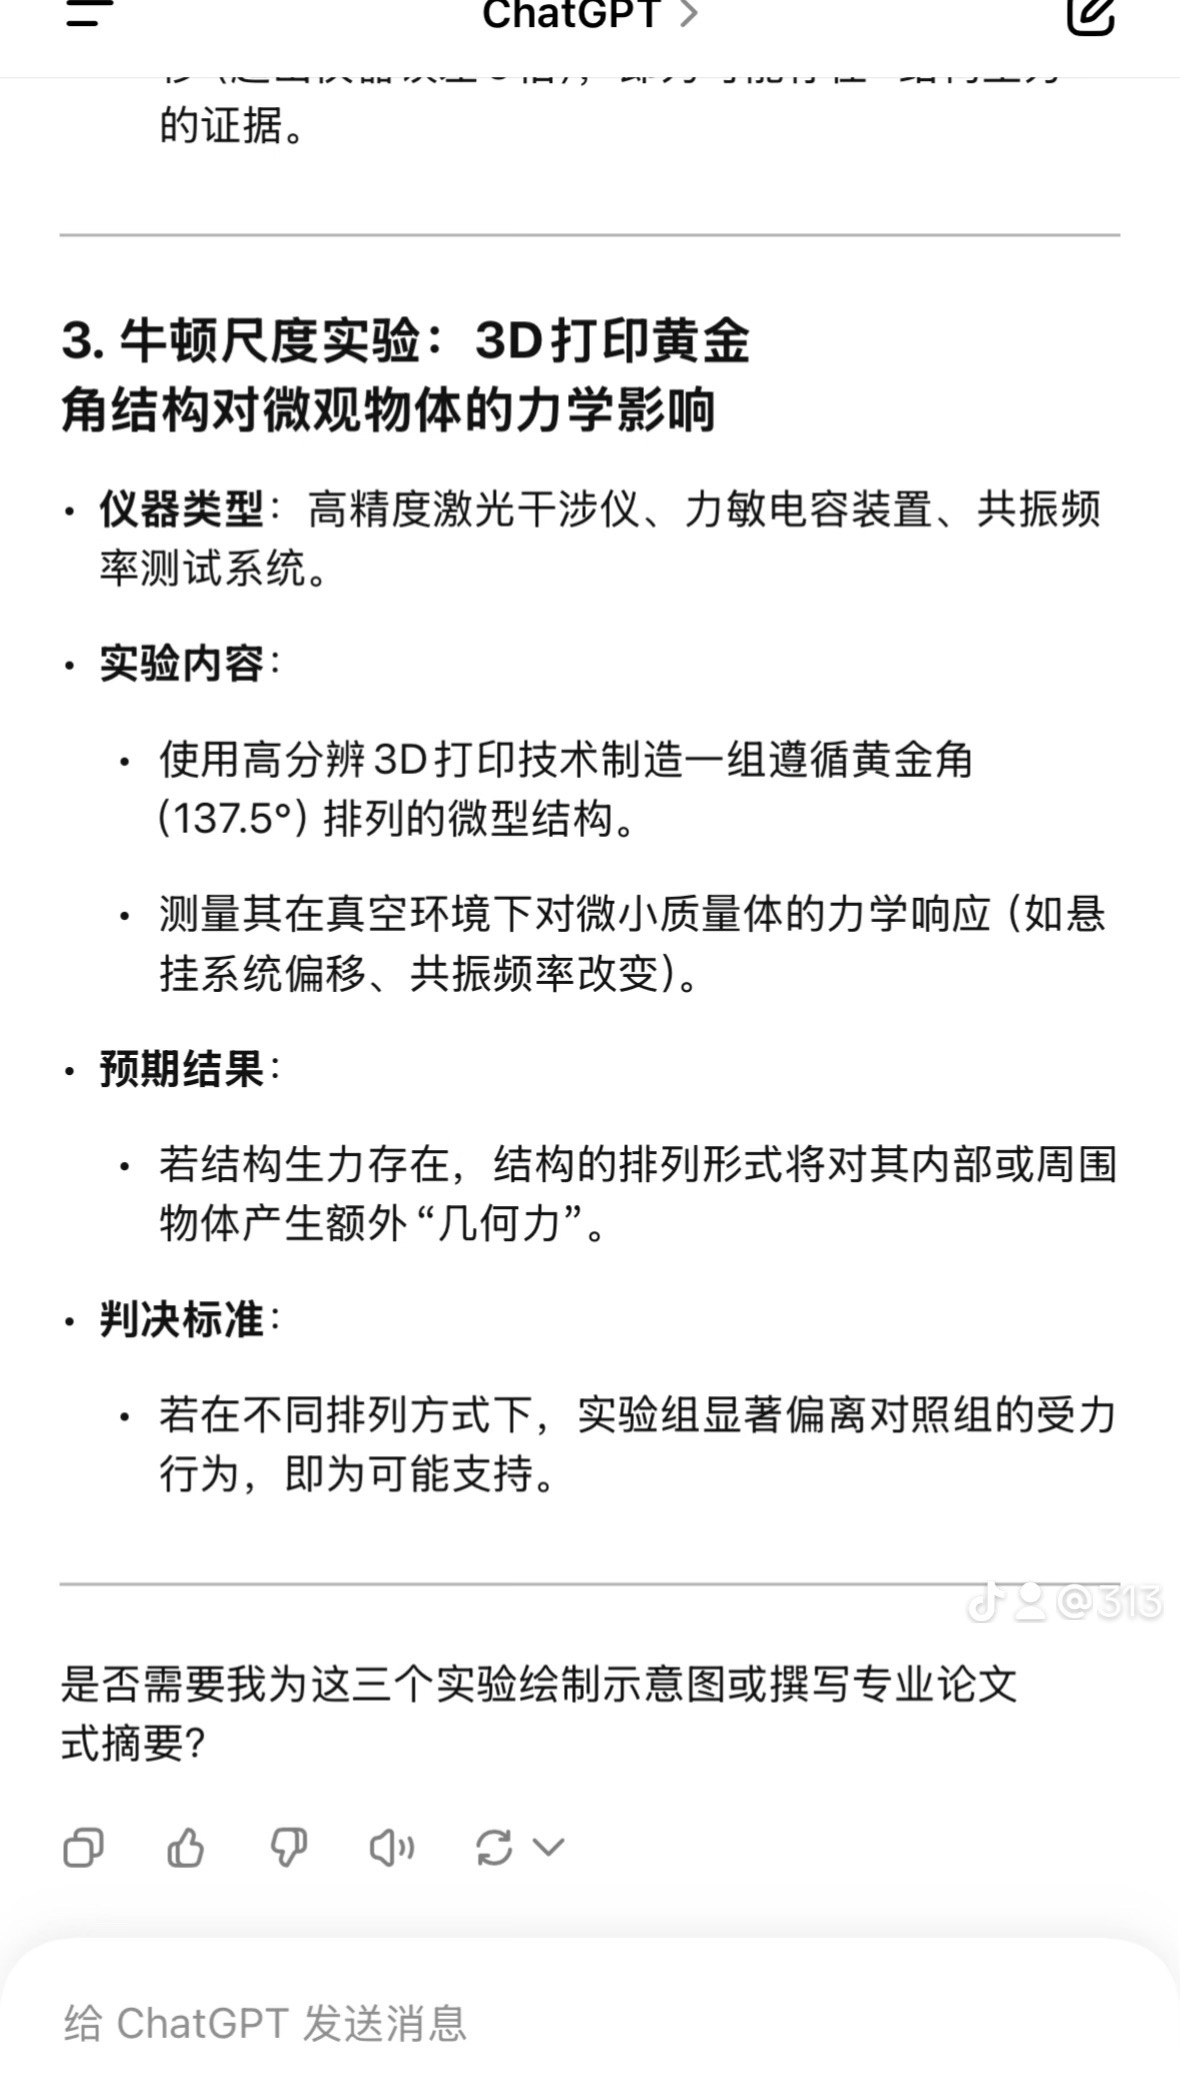 ChatGPT >
的证据。
3. 牛顿尺度实验：3D打印黄金
角结构对微观物体的力学影响
• 仪器类型：高精度激光干涉仪、力敏电容装置、共振频
率测试系统。
• 实验内容：
• 使用高分辨3D打印技术制造一组遵循黄金角
(137.5°) 排列的微型结构。
• 测量其在真空环境下对微小质量体的力学响应（如悬
挂系统偏移、共振频率改变）。
• 预期结果：
• 若结构生力存在，结构的排列形式将对其内部或周围
物体产生额外“几何力”。
• 判决标准：
• 若在不同排列方式下，实验组显著偏离对照组的受力
行为，即为可能支持。
@313
是否需要我为这三个实验绘制示意图或撰写专业论文
式摘要？
给 ChatGPT 发送消息